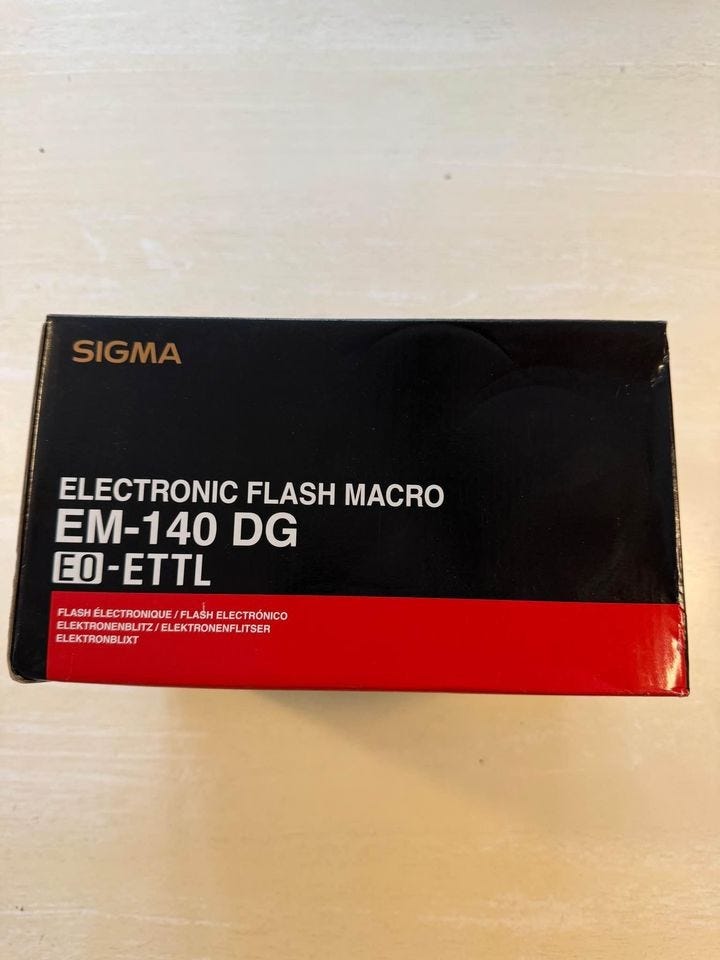 SIGMA
ELECTRONIC FLASH MACRO
EM-140 DG
EO-ETTL
FLASH ÉLECTRONIQUE / FLASH ELECTRÓNICO
ELEKTRONENBLITZ / ELEKTRONENFLITSER
ELEKTRONBLIXT